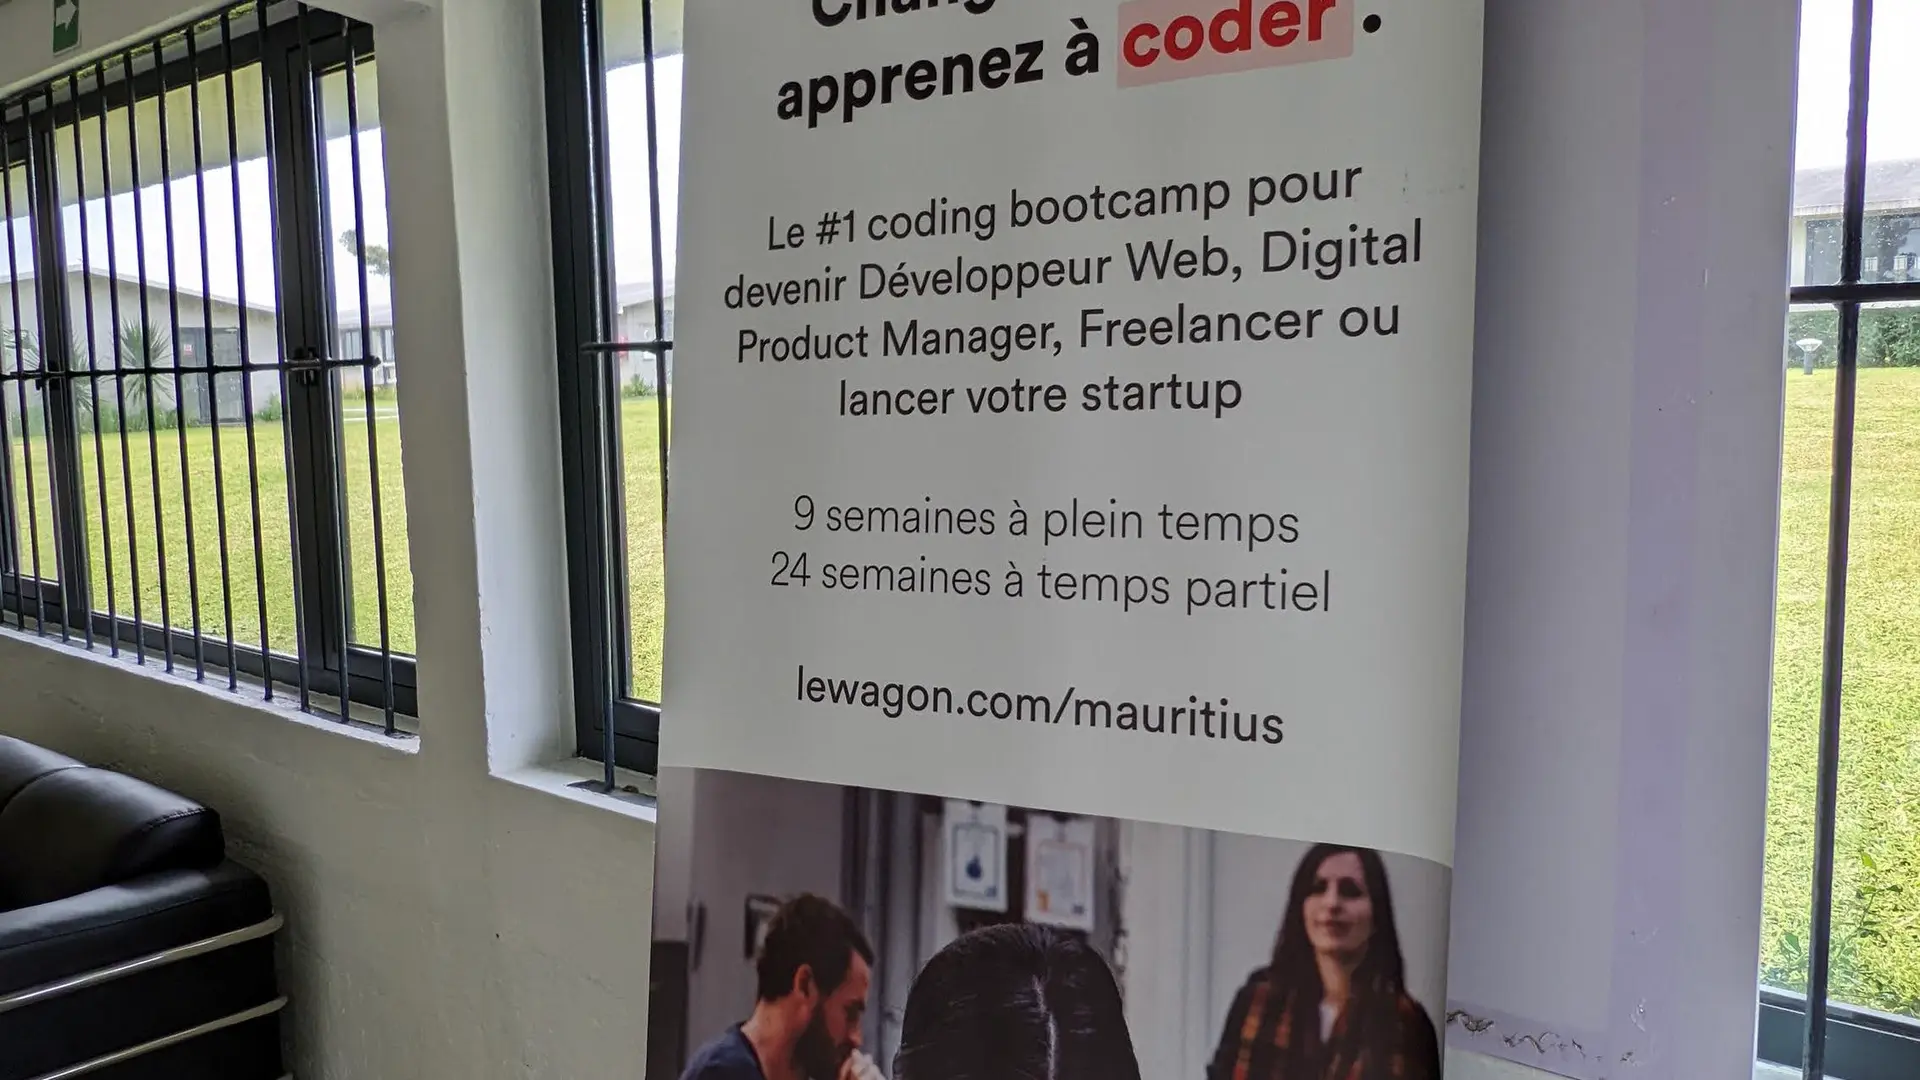 apprenez à coder.
Le #1 coding bootcamp pour
devenir Développeur Web, Digital
Product Manager, Freelancer ou
lancer votre startup
9 semaines à plein temps
24 semaines à temps partiel
lewagon.com/mauritius